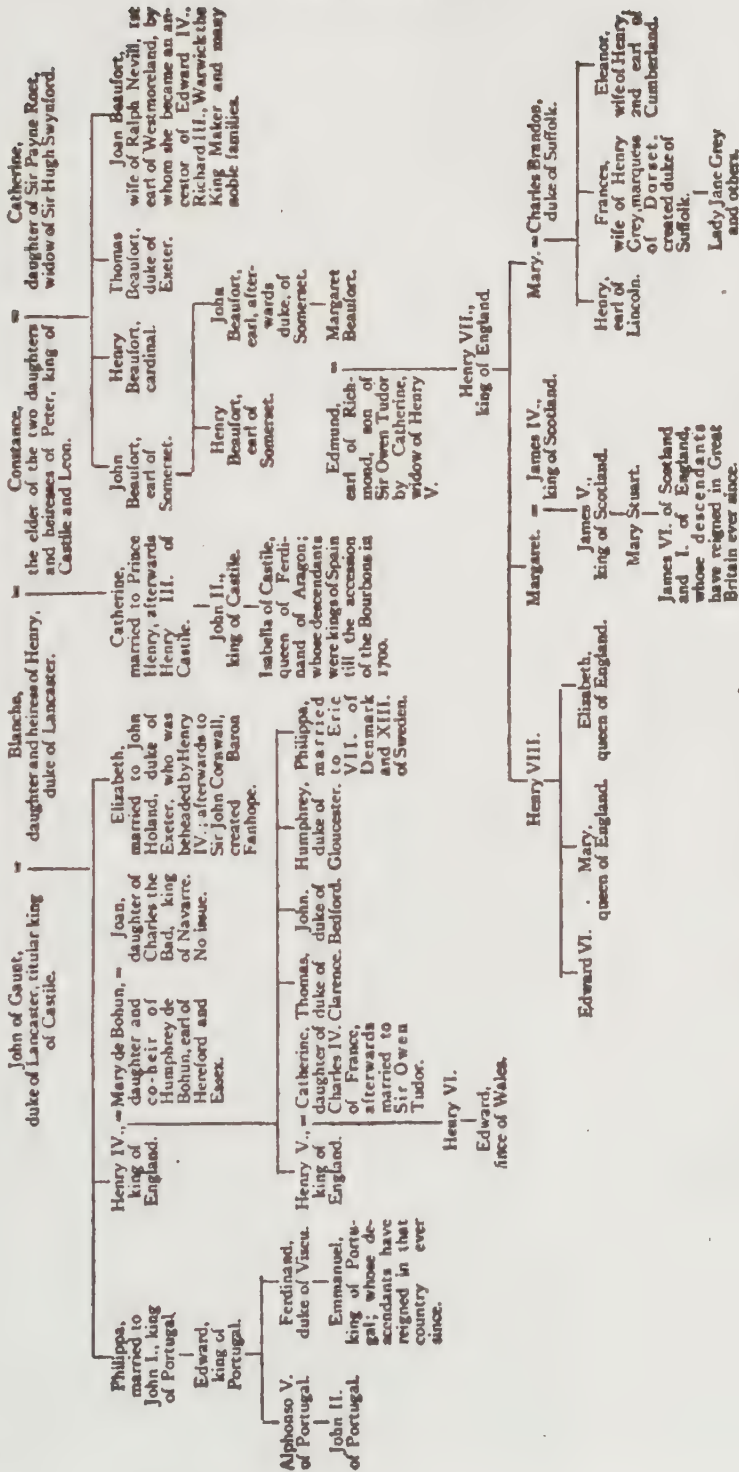 John of Gaunt,
duke of Lancaster, titular king
of Castile.
=
Blanche,
daughter and heiress of Henry,
duke of Lancaster.
=
Constance,
the elder of the two daughters
and heiresses of Peter, king of
Castile and Leon.
=
Catherine,
daughter of Sir Payne Roet,
widow of Sir Hugh Swynford.
Philippa,
married to
John I., king
of Portugal
Edward,
king of
Portugal.
Alphonso V.
of Portugal.
John II.
of Portugal.
Ferdinand,
duke of Viscu.
Emmanuel,
king of Portu-
gal; whose de-
scendants have
reigned in that
country ever
since.
Henry IV.,
king of
England.
=
Mary de Bohun,
daughter and
co-heir of
Humphrey de
Bohun, earl of
Hereford and
Essex.
=
Joan,
daughter of
Charles the
Bad, king
of Navarre.
No issue.
Elizabeth,
married to John
Holand, duke of
Exeter, who was
beheaded by Henry
IV.; afterwards to
Sir John Cornwall,
created Baron
Fanhope.
Henry V.,
king of
England.
=
Catherine,
daughter of
Charles IV.
of France,
afterwards
married to
Sir Owen
Tudor.
Thomas,
duke of
Clarence.
John,
duke of
Bedford.
Humphrey,
duke of
Gloucester.
Philippa,
married
to Eric
VII. of
Denmark
and XIII.
of Sweden.
Henry VI.
Edward,
ince of Wales.
Catherine,
married to Prince
Henry, afterwards
Henry III. of
Castile.
John II.,
king of Castile.
Isabella of Castile,
queen of Ferdi-
nand of Aragon;
whose descendants
were kings of Spain
till the accession
of the Bourbons in
1700.
John
Beaufort,
earl of
Somerset.
Henry
Beaufort,
cardinal.
Thomas
Beaufort,
duke of
Exeter.
Joan Beaufort,
wife of Ralph Nevill, 1st
earl of Westmoreland, by
whom she became an an-
cestor of Edward IV.,
Richard III., Warwick the
King Maker and many
noble families.
Henry
Beaufort,
earl of
Somerset.
John
Beaufort,
earl, after-
wards
duke, of
Somerset.
Margaret
Beaufort.
=
Edmund,
earl of Rich-
mond, son of
Sir Owen Tudor
by Catherine,
widow of Henry
V.
Henry VII.,
king of England.
Henry VIII.
Margaret. = James IV.,
king of Scotland.
Mary. = Charles Brandon,
duke of Suffolk.
Edward VI.
Mary,
queen of England.
Elizabeth,
queen of England.
James V.,
king of Scotland.
Mary Stuart.
James VI. of Scotland
and I. of England,
whose descendants
have reigned in Great
Britain ever since.
Henry,
earl of
Lincoln.
Frances,
wife of Henry
Grey, marquess
of Dorset,
created duke of
Suffolk.
Lady Jane Grey
and others.
Eleanor,
wife of Henry,
2nd earl of
Cumberland.